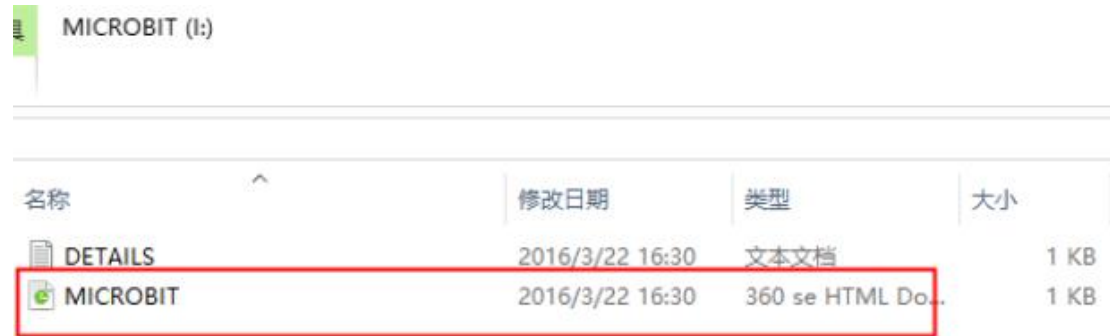 具 MICROBIT (I:)
名称 修改日期 类型 大小
DETAILS 2016/3/22 16:30 文本文档 1 KB
MICROBIT 2016/3/22 16:30 360 se HTML Do... 1 KB